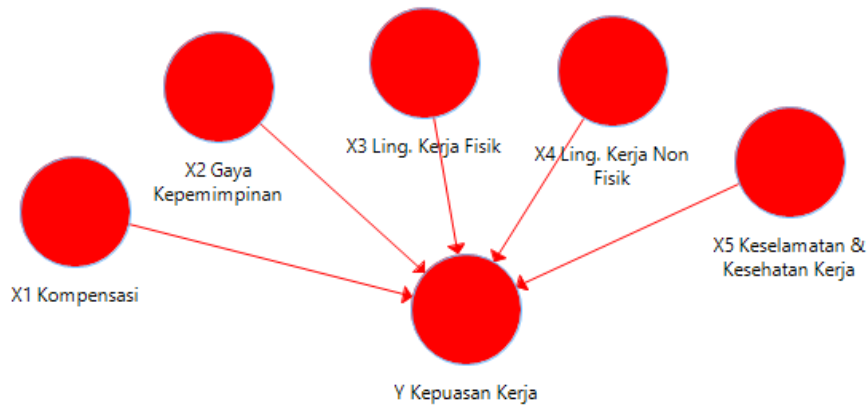 X1 Kompensasi
X2 Gaya
Kepemimpinan
X3 Ling. Kerja Fisik
X4 Ling. Kerja Non
Fisik
X5 Keselamatan &
Kesehatan Kerja
Y Kepuasan Kerja